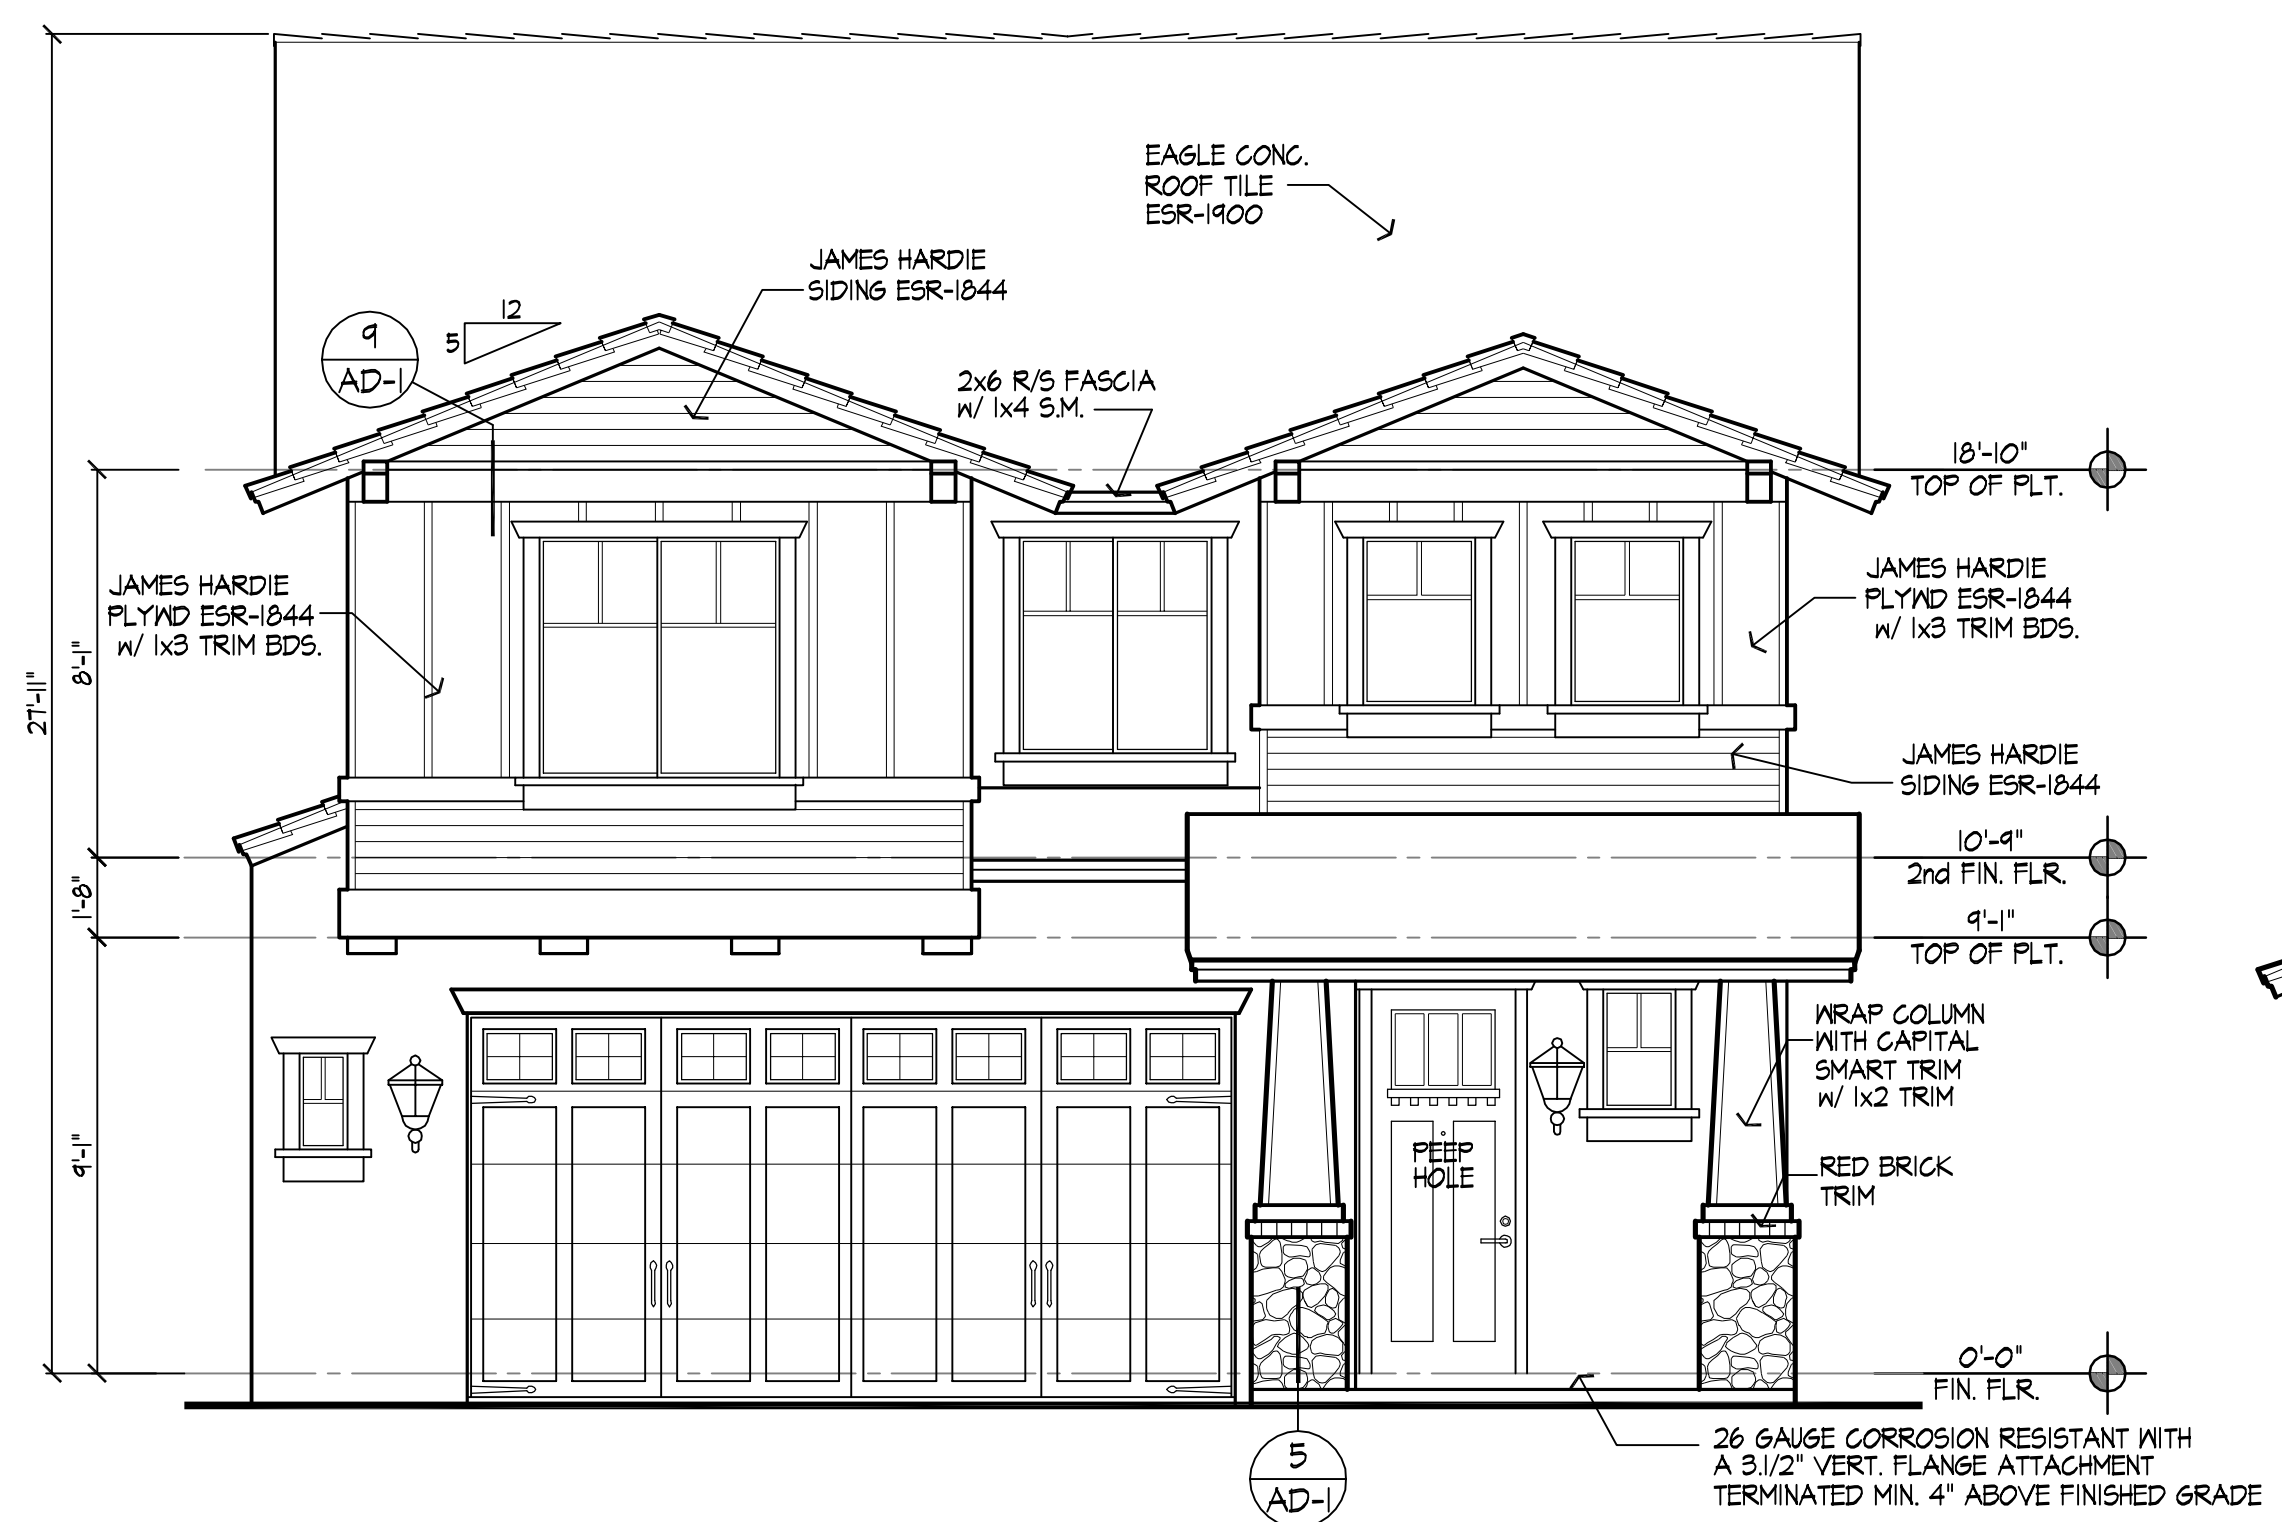 EAGLE CONC.
ROOF TILE
ESR-1900
JAMES HARDIE
SIDING ESR-1844
12
5
9
AD-1
2x6 R/S FASCIA
w/ 1x4 S.M.
18'-10"
TOP OF PLT.
JAMES HARDIE
PLYWD ESR-1844
w/ 1x3 TRIM BDS.
JAMES HARDIE
PLYWD ESR-1844
w/ 1x3 TRIM BDS.
27'-11"
8'-1"
1'-8"
9'-1"
JAMES HARDIE
SIDING ESR-1844
10'-9"
2nd FIN. FLR.
9'-1"
TOP OF PLT.
WRAP COLUMN
WITH CAPITAL
SMART TRIM
w/ 1x2 TRIM
PEEP
HOLE
RED BRICK
TRIM
0'-0"
FIN. FLR.
26 GAUGE CORROSION RESISTANT WITH
A 3.1/2" VERT. FLANGE ATTACHMENT
TERMINATED MIN. 4" ABOVE FINISHED GRADE
5
AD-1